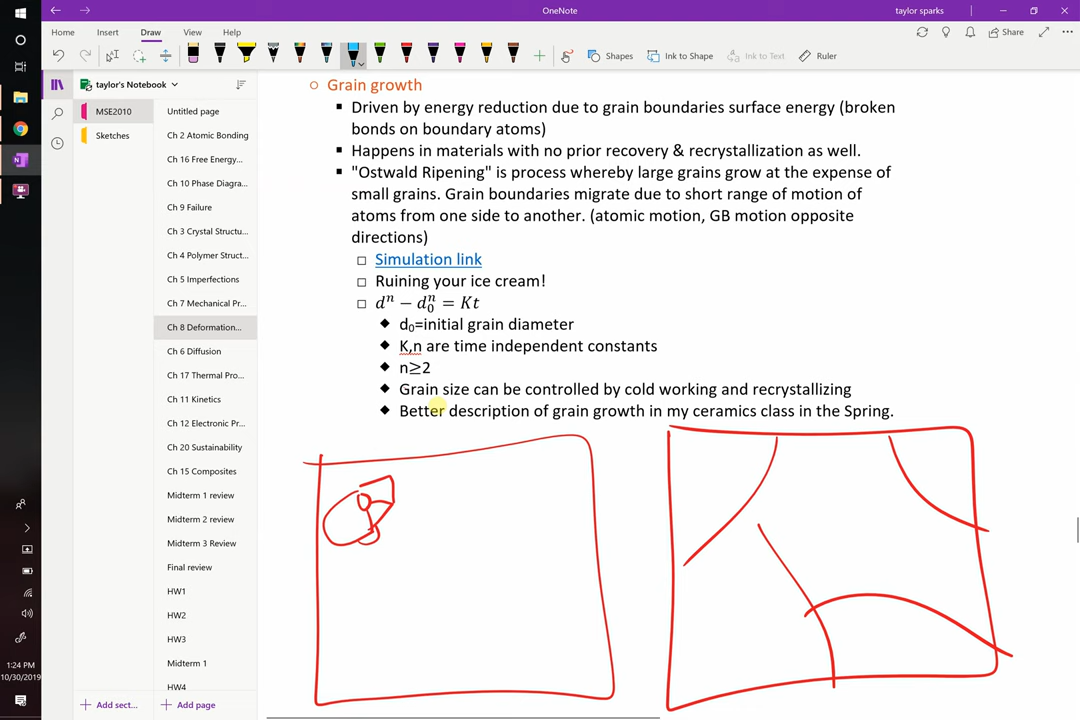 OneNote
taylor sparks
Home
Insert
Draw
View
Help
Share
Shapes
Ink to Shape
Ink to Text
Ruler
taylor's Notebook
MSE2010
Sketches
Untitled page
Ch 2 Atomic Bonding
Ch 16 Free Energy...
Ch 10 Phase Diagra...
Ch 9 Failure
Ch 3 Crystal Structu...
Ch 4 Polymer Struct...
Ch 5 Imperfections
Ch 7 Mechanical Pr...
Ch 8 Deformation...
Ch 6 Diffusion
Ch 17 Thermal Pro...
Ch 11 Kinetics
Ch 12 Electronic Pr...
Ch 20 Sustainability
Ch 15 Composites
Midterm 1 review
Midterm 2 review
Midterm 3 Review
Final review
HW1
HW2
HW3
Midterm 1
HW4
Add sect...
Add page
Grain growth
Driven by energy reduction due to grain boundaries surface energy (broken
bonds on boundary atoms)
Happens in materials with no prior recovery & recrystallization as well.
"Ostwald Ripening" is process whereby large grains grow at the expense of
small grains. Grain boundaries migrate due to short range of motion of
atoms from one side to another. (atomic motion, GB motion opposite
directions)
Simulation link
Ruining your ice cream!
dⁿ − d₀ⁿ = Kt
d₀=initial grain diameter
K,n are time independent constants
n≥2
Grain size can be controlled by cold working and recrystallizing
Better description of grain growth in my ceramics class in the Spring.
1:24 PM
10/30/2019